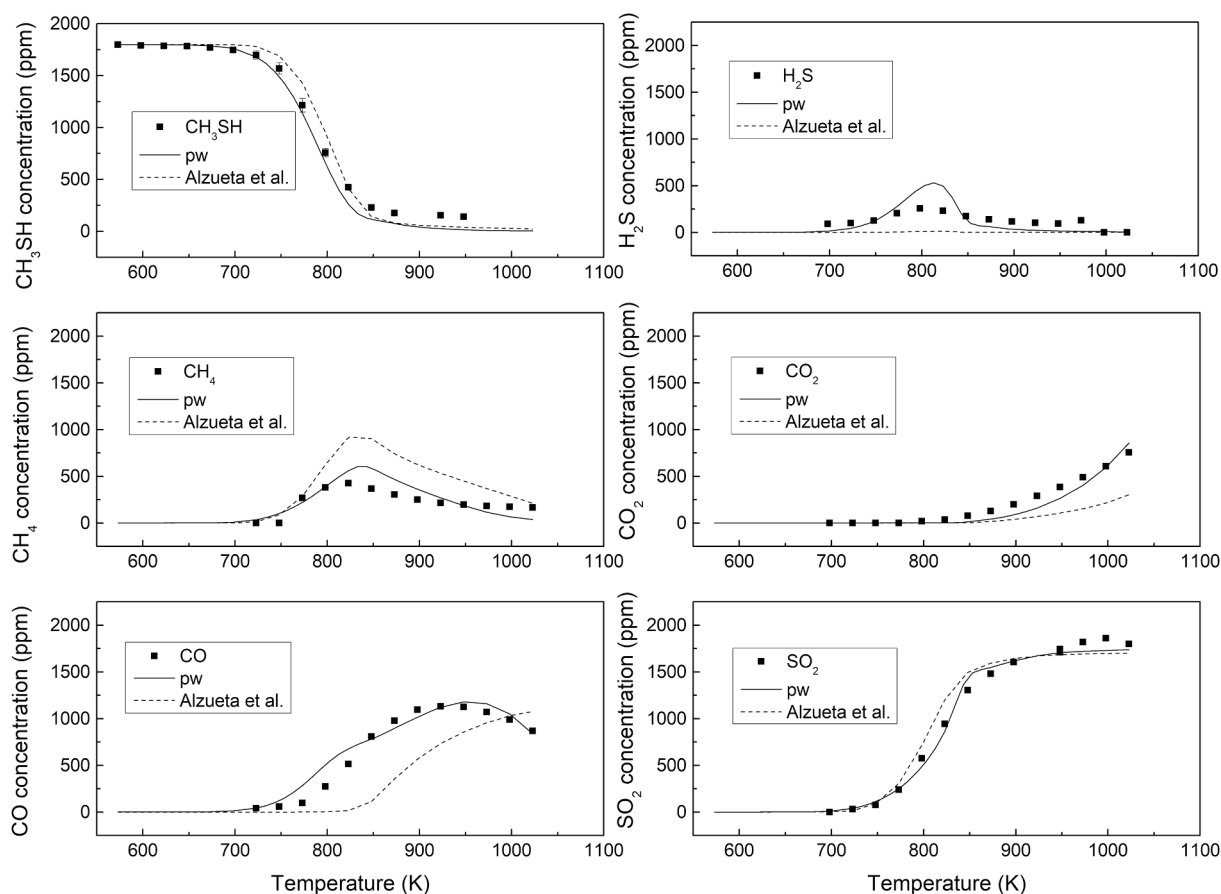 CH₃SH concentration (ppm)
2000
1500
1000
500
0
CH₃SH
pw
Alzueta et al.
600 700 800 900 1000 1100
H₂S concentration (ppm)
2000
1500
1000
500
0
H₂S
pw
Alzueta et al.
600 700 800 900 1000 1100
CH₄ concentration (ppm)
2000
1500
1000
500
0
CH₄
pw
Alzueta et al.
600 700 800 900 1000 1100
CO₂ concentration (ppm)
2000
1500
1000
500
0
CO₂
pw
Alzueta et al.
600 700 800 900 1000 1100
CO concentration (ppm)
2000
1500
1000
500
0
CO
pw
Alzueta et al.
600 700 800 900 1000 1100
Temperature (K)
SO₂ concentration (ppm)
2000
1500
1000
500
0
SO₂
pw
Alzueta et al.
600 700 800 900 1000 1100
Temperature (K)